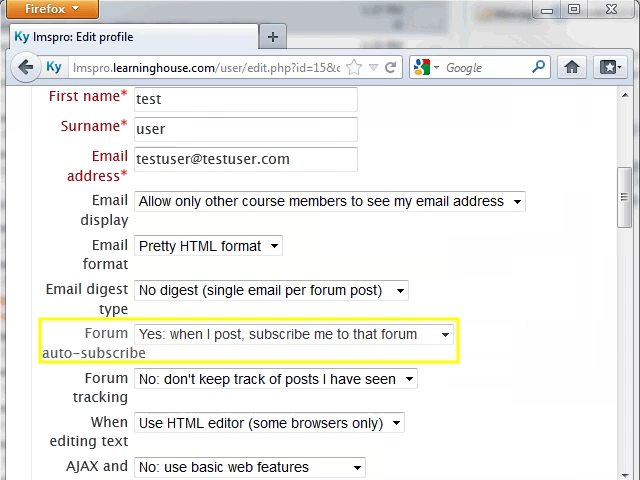 Firefox
Ky lmspro: Edit profile
Ky lmspro.learninghouse.com/user/edit.php?id=15&c Google
First name* test
Surname* user
Email address* testuser@testuser.com
Email display Allow only other course members to see my email address
Email format Pretty HTML format
Email digest type No digest (single email per forum post)
Forum auto-subscribe Yes: when I post, subscribe me to that forum
Forum tracking No: don't keep track of posts I have seen
When editing text Use HTML editor (some browsers only)
AJAX and No: use basic web features